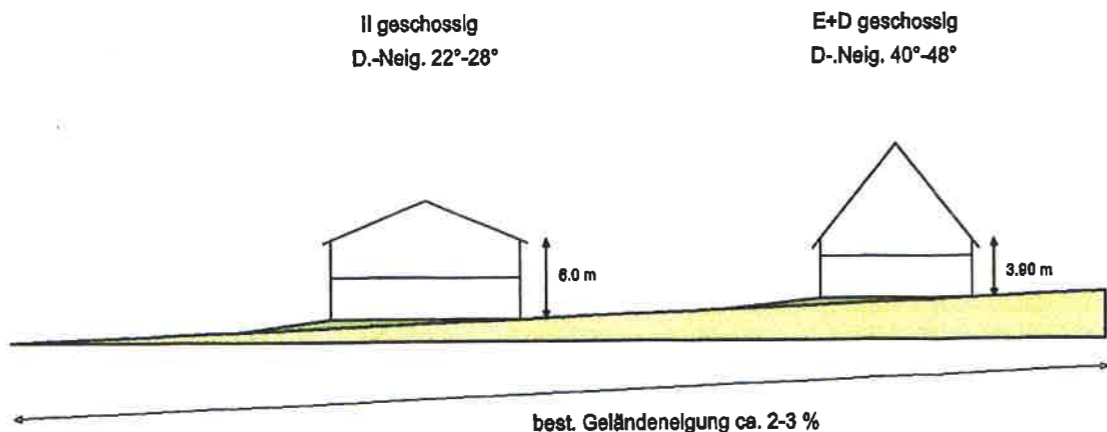 II geschossig
D.-Neig. 22°-28°
E+D geschossig
D-.Neig. 40°-48°
6.0 m
3.90 m
best. Geländeneigung ca. 2-3 %